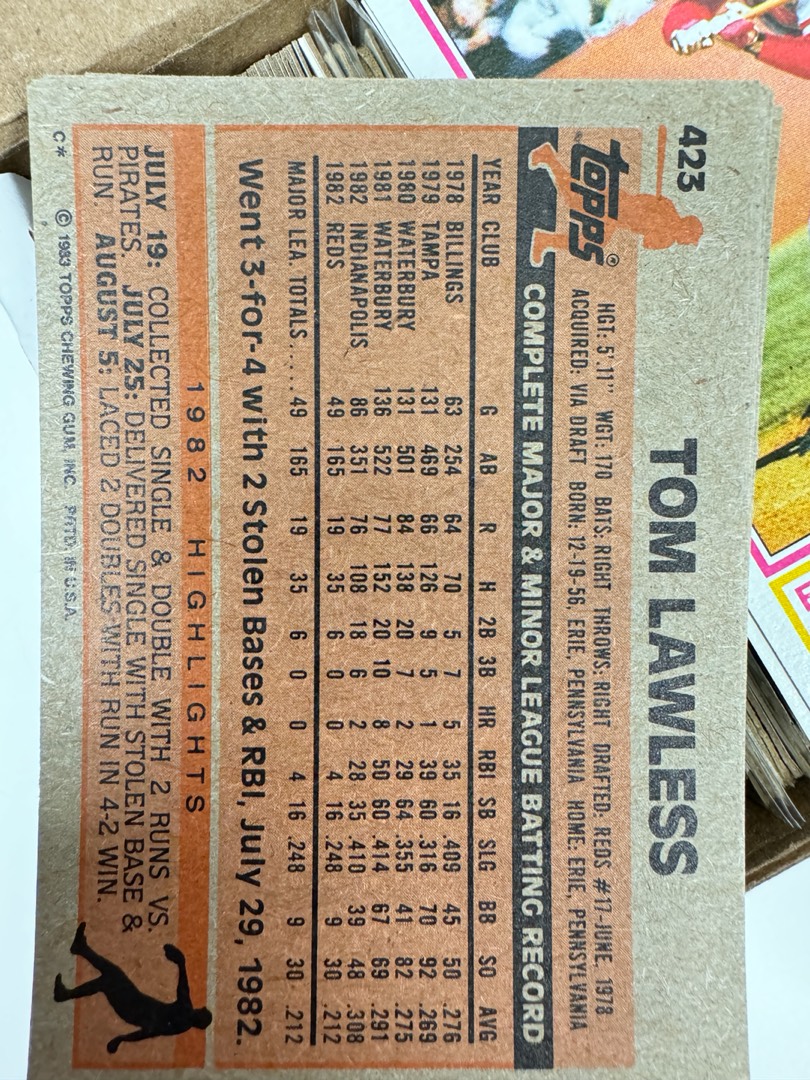 423
TOM LAWLESS
topps®
HGT: 5'.11" WGT: 170 BATS: RIGHT THROWS: RIGHT DRAFTED: REDS #17-JUNE, 1978
ACQUIRED: VIA DRAFT BORN: 12-19-56, ERIE, PENNSYLVANIA HOME: ERIE, PENNSYLVANIA
COMPLETE MAJOR & MINOR LEAGUE BATTING RECORD
YEAR CLUB G AB R H 2B 3B HR RBI SB SLG BB SO AVG
1978 BILLINGS 63 254 64 70 5 7 5 35 16 .409 45 50 .276
1979 TAMPA 131 469 66 126 9 5 1 39 60 .316 70 92 .269
1980 WATERBURY 131 501 84 138 20 7 2 29 64 .355 41 82 .275
1981 WATERBURY 136 522 77 152 20 10 8 50 60 .414 67 69 .291
1982 INDIANAPOLIS 86 351 76 108 18 6 2 28 35 .410 39 48 .308
1982 REDS 49 165 19 35 6 0 0 4 16 .248 9 30 .212
MAJOR LEA. TOTALS ..... 49 165 19 35 6 0 0 4 16 .248 9 30 .212
Went 3-for-4 with 2 Stolen Bases & RBI, July 29, 1982.
1982 HIGHLIGHTS
JULY 19: COLLECTED SINGLE & DOUBLE WITH 2 RUNS VS.
PIRATES. JULY 25: DELIVERED SINGLE WITH STOLEN BASE &
RUN AUGUST 5: LACED 2 DOUBLES WITH RUN IN 4-2 WIN.
C* © 1983 TOPPS CHEWING GUM, INC. PRTD. IN U.S.A.